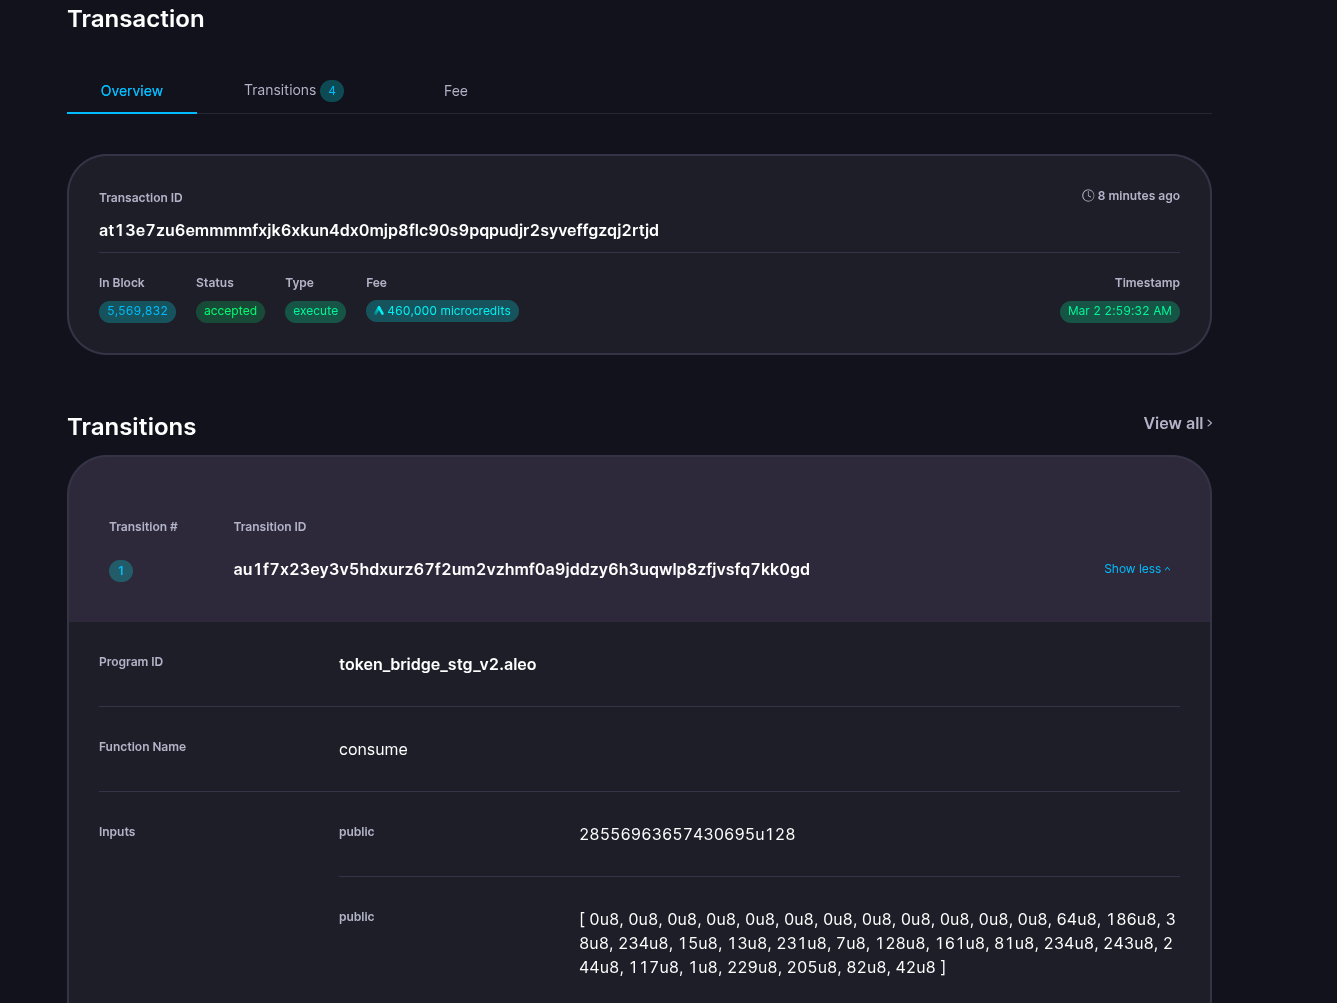 Transaction
Overview
Transitions 4
Fee
Transaction ID
8 minutes ago
at13e7zu6emmmmfxjk6xkun4dx0mjp8flc90s9pqpudjr2syveffgzqj2rtjd
In Block
Status
Type
Fee
Timestamp
5,569,832
accepted
execute
460,000 microcredits
Mar 2 2:59:32 AM
Transitions
View all ›
Transition #
Transition ID
1
au1f7x23ey3v5hdxurz67f2um2vzhmf0a9jddzy6h3uqwlp8zfjvsfq7kk0gd
Show less
Program ID
token_bridge_stg_v2.aleo
Function Name
consume
Inputs
public
28556963657430695u128
public
[ 0u8, 0u8, 0u8, 0u8, 0u8, 0u8, 0u8, 0u8, 0u8, 0u8, 0u8, 0u8, 64u8, 186u8, 3
8u8, 234u8, 15u8, 13u8, 231u8, 7u8, 128u8, 161u8, 81u8, 234u8, 243u8, 2
44u8, 117u8, 1u8, 229u8, 205u8, 82u8, 42u8 ]